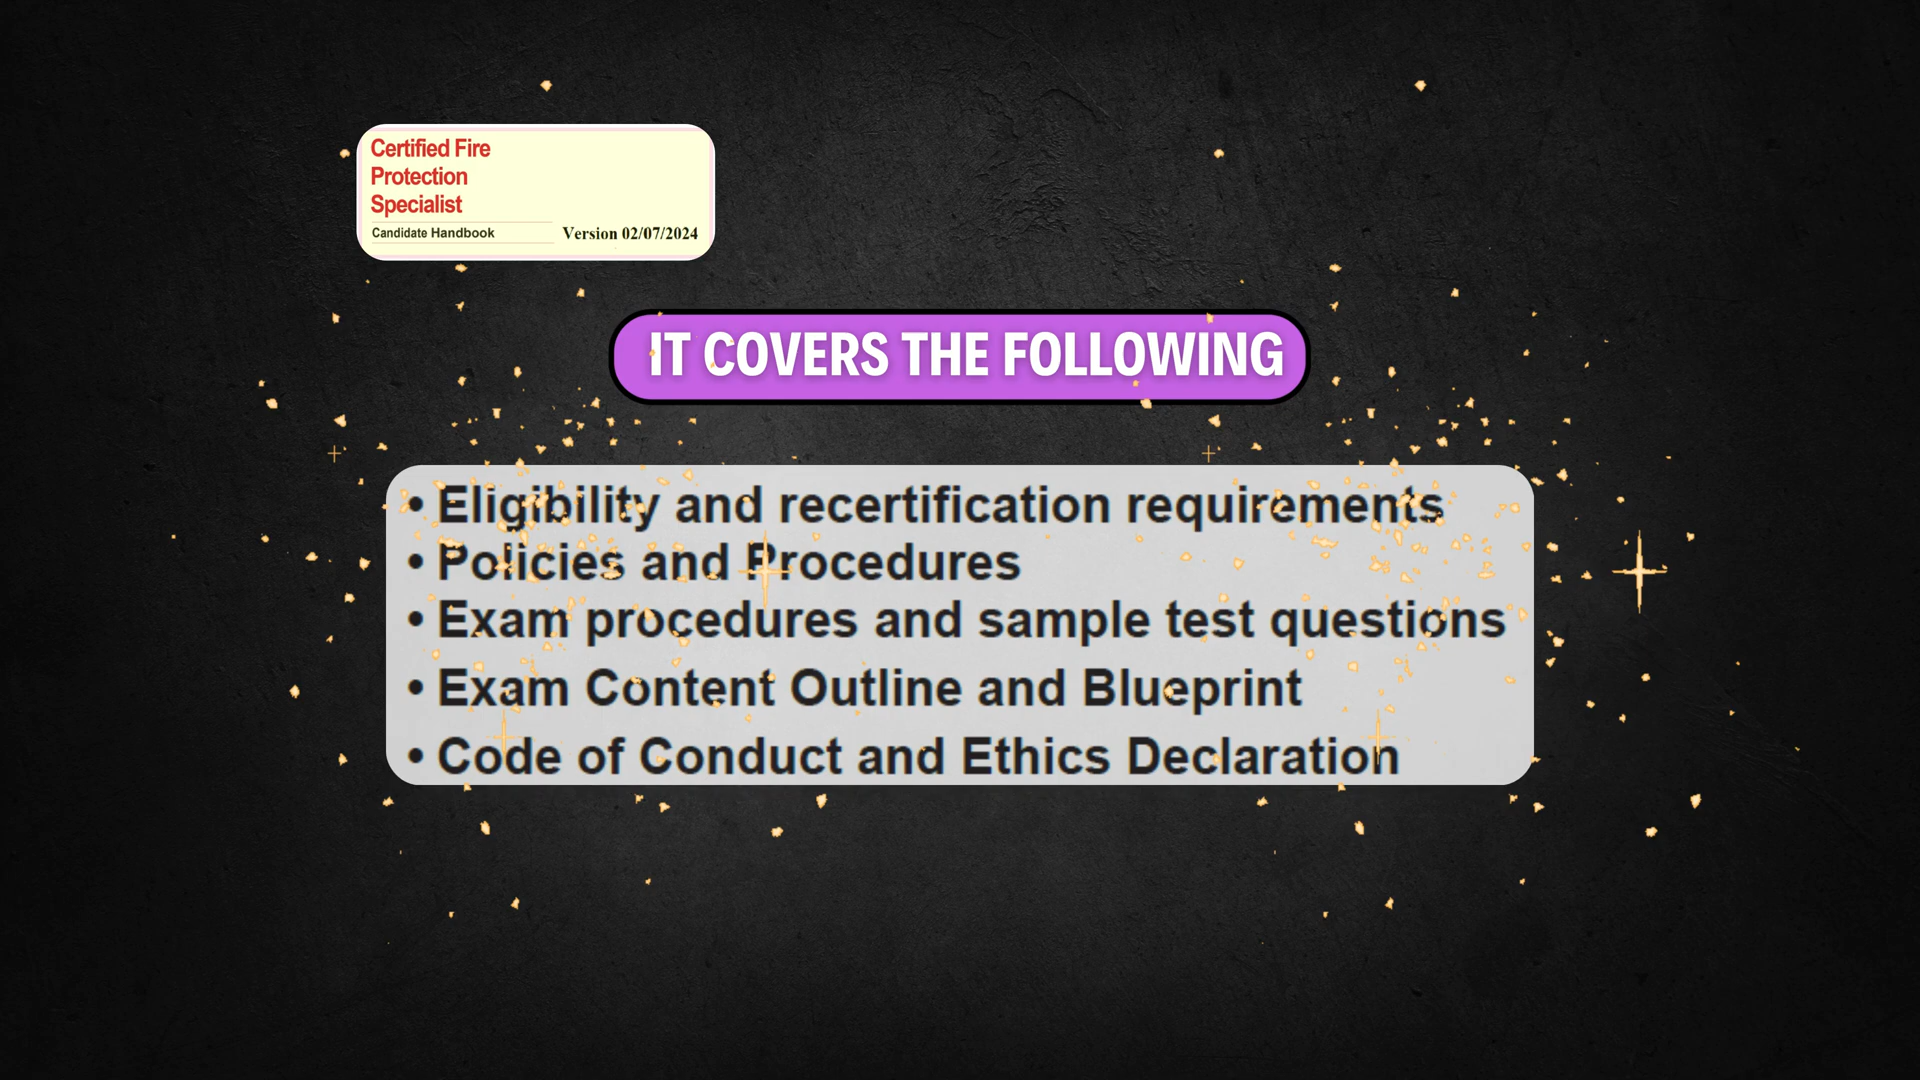 Certified Fire
Protection
Specialist
Candidate Handbook Version 02/07/2024
IT COVERS THE FOLLOWING
• Eligibility and recertification requirements
• Policies and Procedures
• Exam procedures and sample test questions
• Exam Content Outline and Blueprint
• Code of Conduct and Ethics Declaration